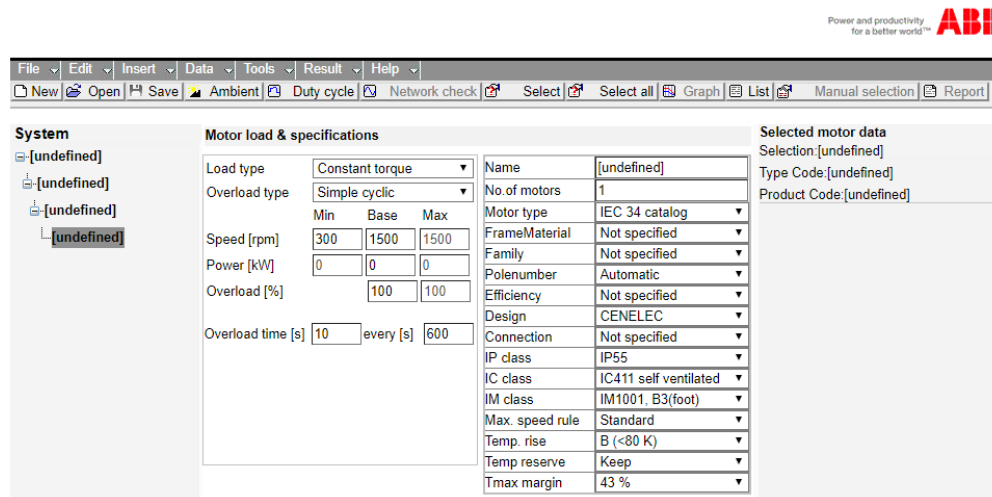 Power and productivity
for a better world™ ABB
File Edit Insert Data Tools Result Help
New Open Save Ambient Duty cycle Network check Select Select all Graph List Manual selection Report
System
[undefined]
[undefined]
[undefined]
[undefined]
Motor load & specifications
Load type Constant torque
Overload type Simple cyclic
Min Base Max
Speed [rpm] 300 1500 1500
Power [kW] 0 0 0
Overload [%] 100 100
Overload time [s] 10 every [s] 600
Name [undefined]
No.of motors 1
Motor type IEC 34 catalog
FrameMaterial Not specified
Family Not specified
Polenumber Automatic
Efficiency Not specified
Design CENELEC
Connection Not specified
IP class IP55
IC class IC411 self ventilated
IM class IM1001, B3(foot)
Max. speed rule Standard
Temp. rise B (<80 K)
Temp reserve Keep
Tmax margin 43 %
Selected motor data
Selection:[undefined]
Type Code:[undefined]
Product Code:[undefined]